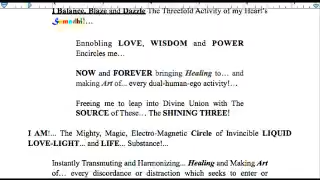 I Balance, Blaze and Dazzle The Threefold Activity of my Heart's
Samadhi!...
Ennobling LOVE, WISDOM and POWER
Encircles me…
NOW and FOREVER bringing Healing to… and
making Art of... every dual-human-ego activity!…
Freeing me to leap into Divine Union with The
SOURCE of These… The SHINING THREE!
I AM!... The Mighty, Magic, Electro-Magnetic Circle of Invincible LIQUID
LOVE-LIGHT... and LIFE... Substance!...
Instantly Transmuting and Harmonizing... Healing and Making Art
of… every discordance or distraction which seeks to enter or